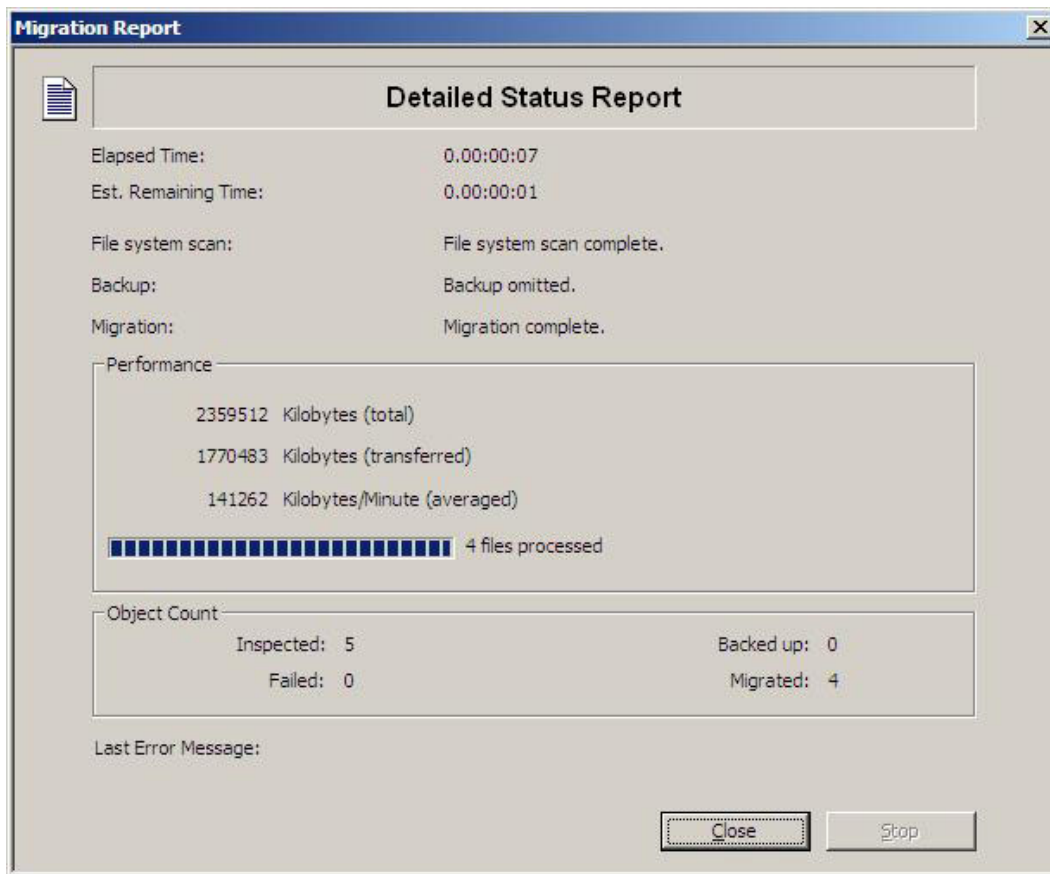 Migration Report
Detailed Status Report
Elapsed Time: 0.00:00:07
Est. Remaining Time: 0.00:00:01
File system scan: File system scan complete.
Backup: Backup omitted.
Migration: Migration complete.
Performance
2359512 Kilobytes (total)
1770483 Kilobytes (transferred)
141262 Kilobytes/Minute (averaged)
4 files processed
Object Count
Inspected: 5 Backed up: 0
Failed: 0 Migrated: 4
Last Error Message:
Close Stop